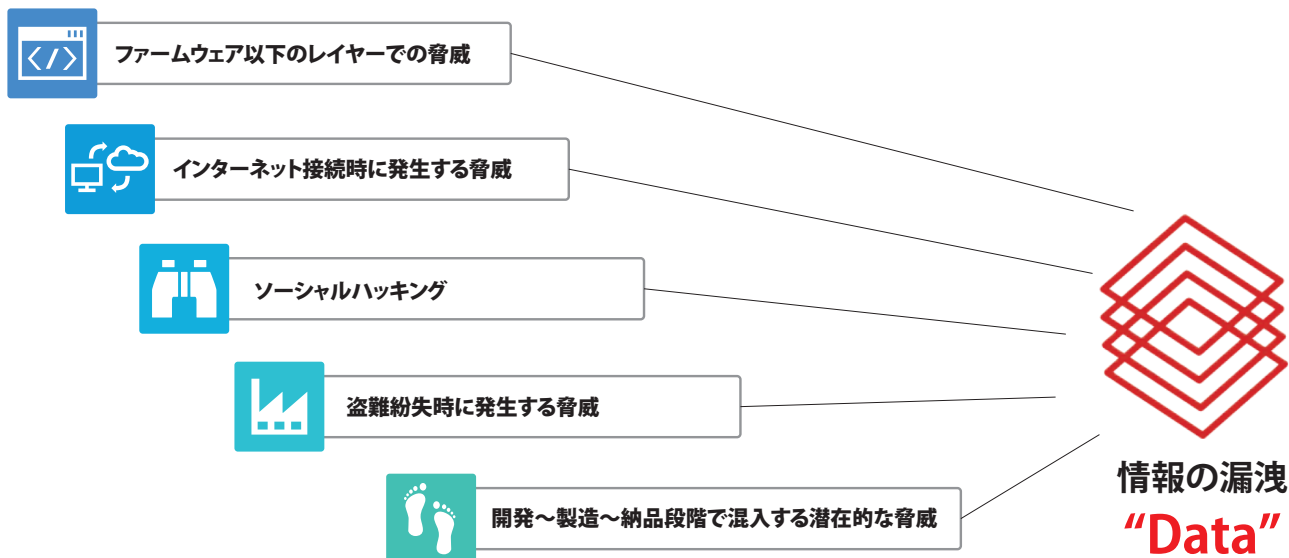 ファームウェア以下のレイヤーでの脅威
インターネット接続時に発生する脅威
ソーシャルハッキング
盗難紛失時に発生する脅威
開発～製造～納品段階で混入する潜在的な脅威
情報の漏洩
“Data”